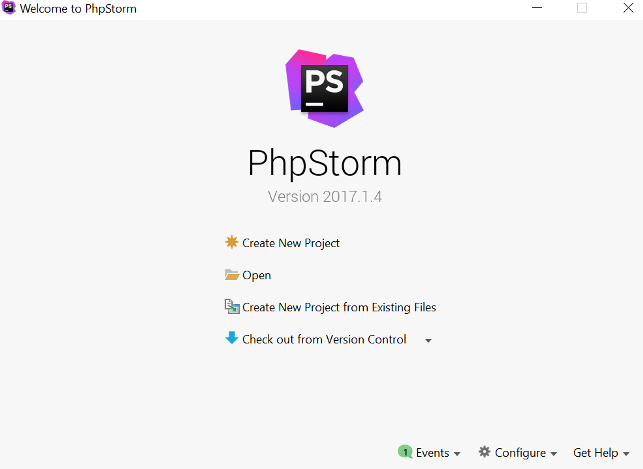 Welcome to PhpStorm
PS
PhpStorm
Version 2017.1.4
Create New Project
Open
Create New Project from Existing Files
Check out from Version Control
1 Events Configure Get Help